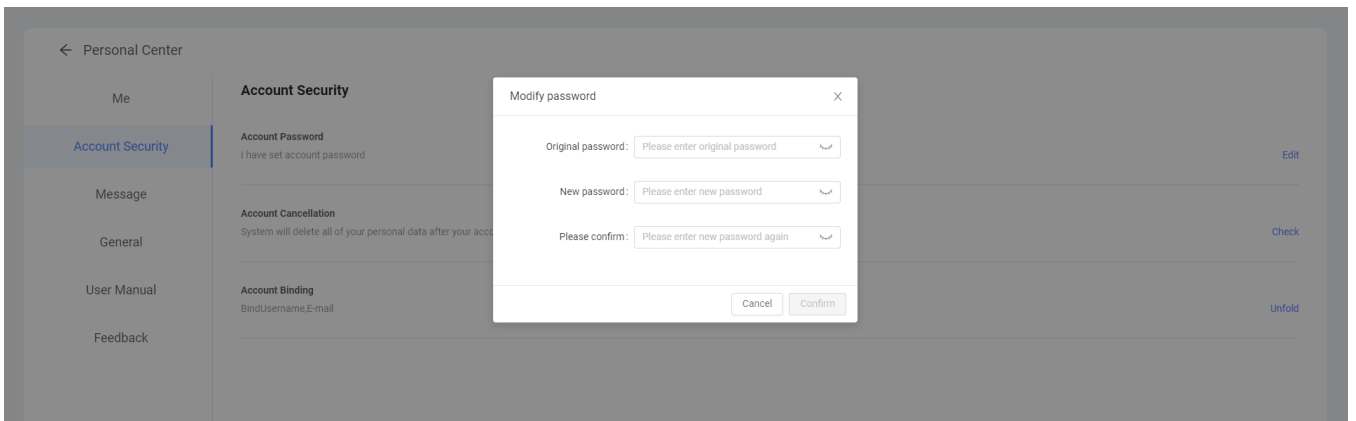 Personal Center
Me
Account Security
Message
General
User Manual
Feedback
Account Security
Account Password
I have set account password
Edit
Account Cancellation
System will delete all of your personal data after your
Check
Account Binding
BindUsername,E-mail
Unfold
Modify password
Original password: Please enter original password
New password: Please enter new password
Please confirm: Please enter new password again
Cancel Confirm